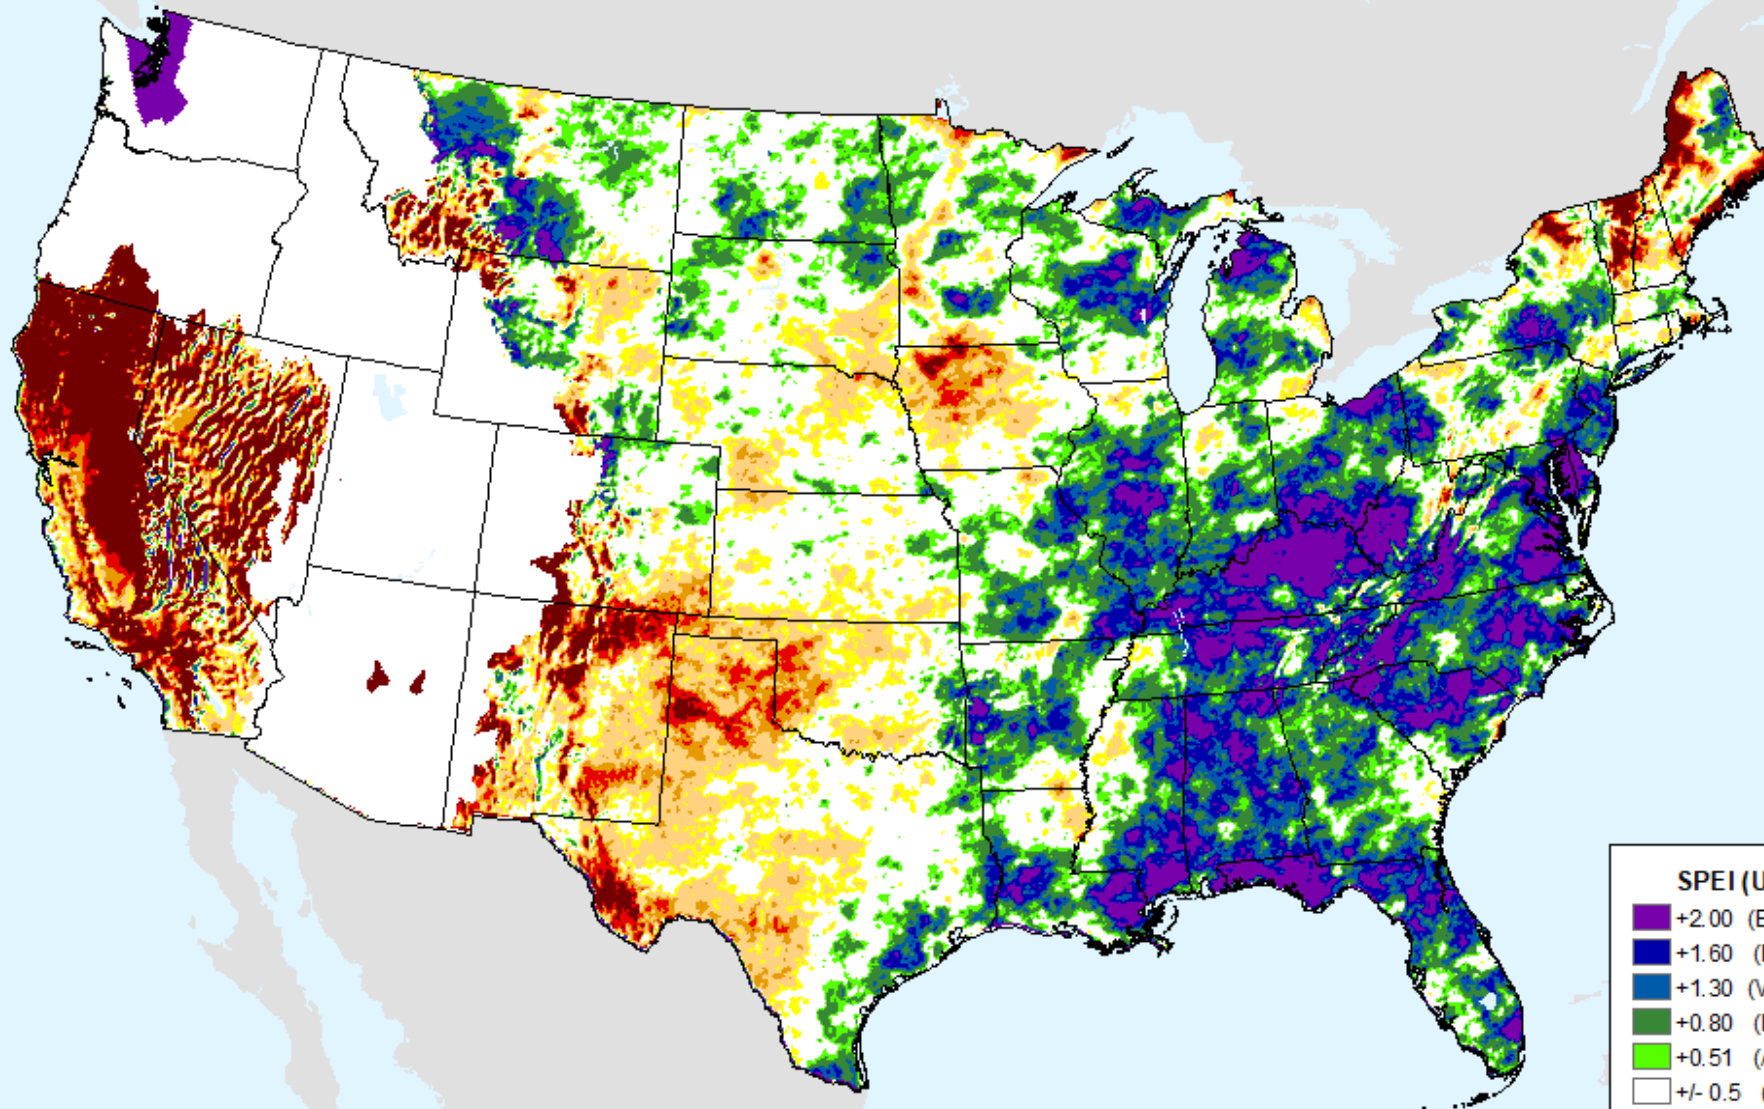 SPEI (U
+2.00 (E
+1.60 (
+1.30 (V
+0.80 (
+0.51 (
+/- 0.5 (